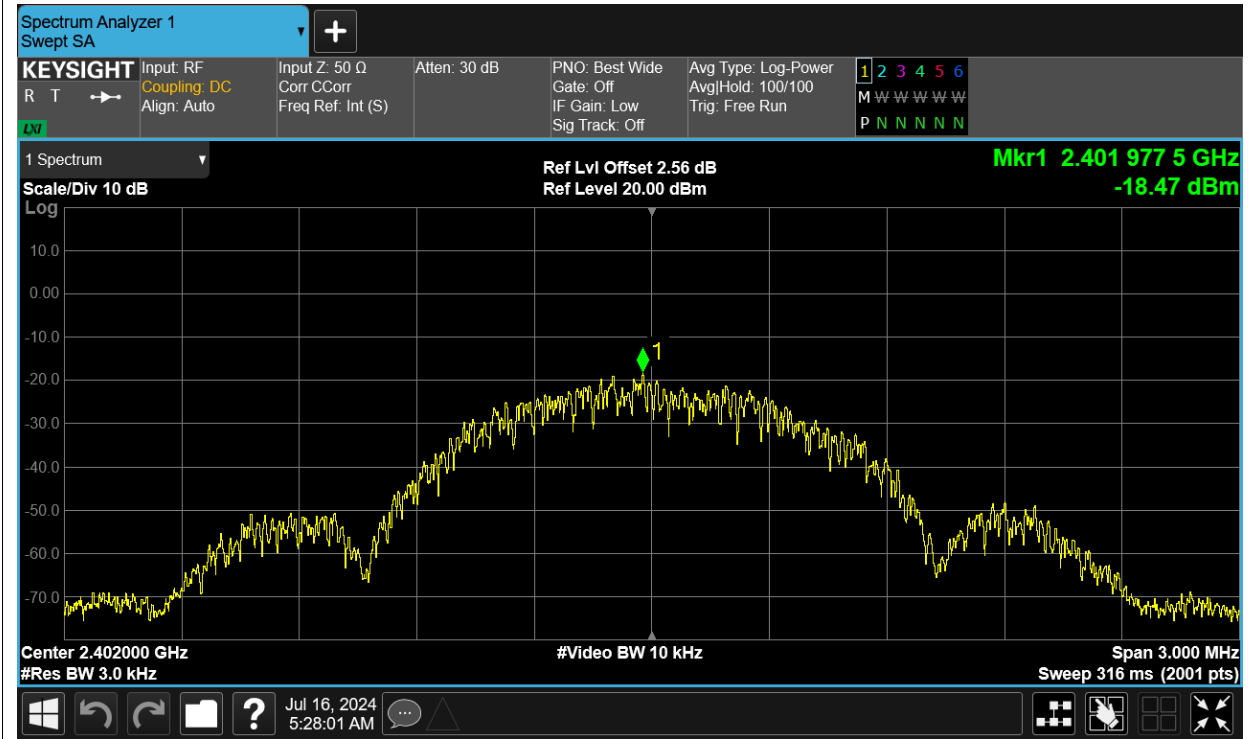 Spectrum Analyzer 1
Swept SA
KEYSIGHT
R T
LXI
Input: RF
Coupling: DC
Align: Auto
Input Z: 50 Ω
Corr CCorr
Freq Ref: Int (S)
Atten: 30 dB
PNO: Best Wide
Gate: Off
IF Gain: Low
Sig Track: Off
Avg Type: Log-Power
Avg|Hold: 100/100
Trig: Free Run
1 2 3 4 5 6
M W W W W W
P N N N N N
1 Spectrum
Scale/Div 10 dB
Log
Ref Lvl Offset 2.56 dB
Ref Level 20.00 dBm
Mkr1 2.401 977 5 GHz
-18.47 dBm
10.0
0.00
-10.0
-20.0
-30.0
-40.0
-50.0
-60.0
-70.0
1
Center 2.402000 GHz
#Res BW 3.0 kHz
#Video BW 10 kHz
Span 3.000 MHz
Sweep 316 ms (2001 pts)
?
Jul 16, 2024
5:28:01 AM